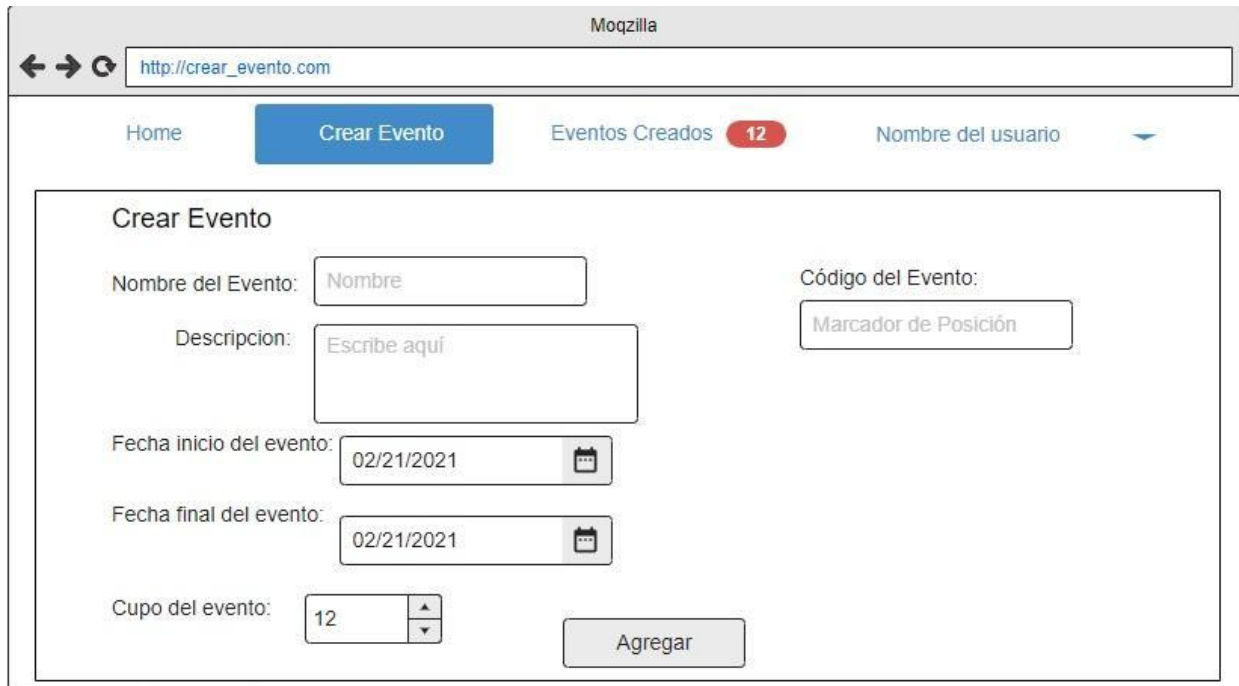 Moqzilla
http://crear_evento.com
Home Crear Evento Eventos Creados 12 Nombre del usuario
Crear Evento
Nombre del Evento: Nombre
Código del Evento:
Marcador de Posición
Descripcion: Escribe aquí
Fecha inicio del evento: 02/21/2021
Fecha final del evento: 02/21/2021
Cupo del evento: 12
Agregar